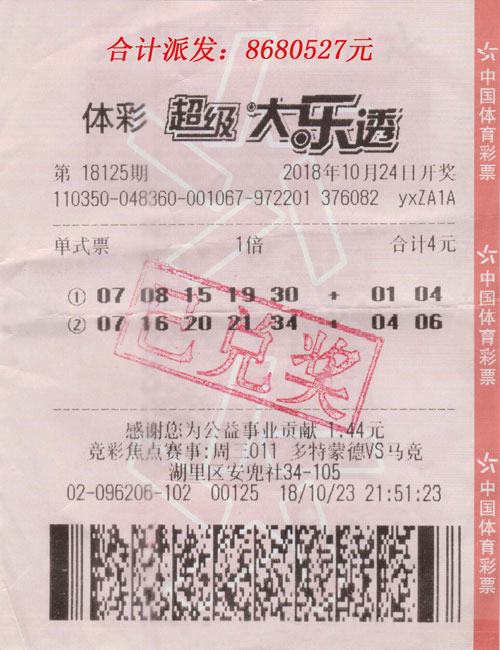 合计派发：8680527元
体彩 超级大乐透
第 18125期 2018年10月24日开奖
110350-048360-001067-972201 376082 yxZA1A
单式票 1倍 合计4元
① 07 08 15 19 30 + 01 04
② 07 16 20 21 34 + 04 06
已兑奖
感谢您为公益事业贡献 1.44元
竞彩焦点赛事:周三011 多特蒙德VS马竞
湖里区安兜社34-105
02-096206-102 00125 18/10/23 21:51:23
中国体育彩票
中国体育彩票
中国体育彩票